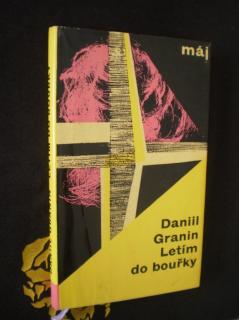 máj
Daniil
Granin
Letím
do bouřky